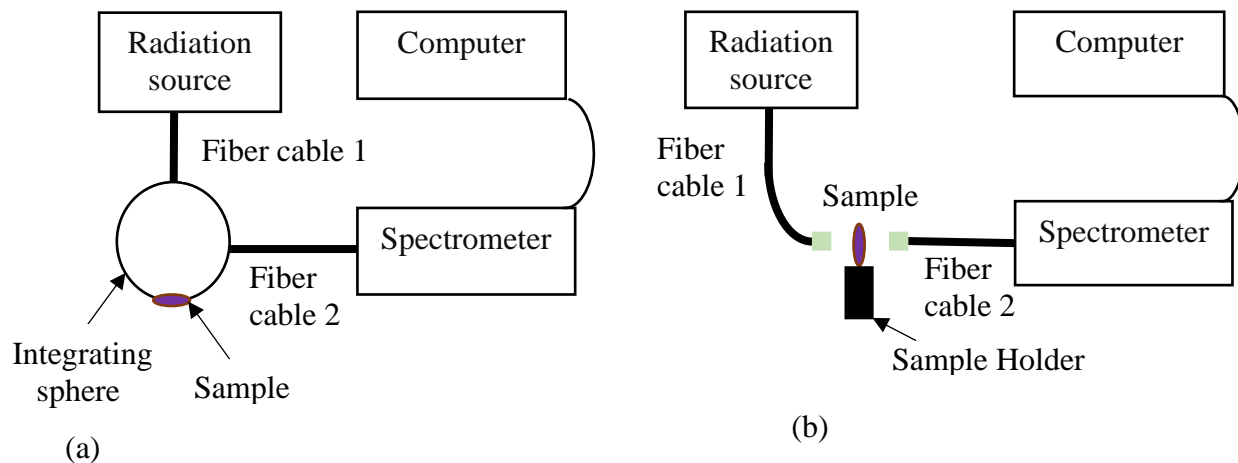 Radiation
source
Computer
Fiber cable 1
Spectrometer
Fiber
cable 2
Integrating
sphere
Sample
(a)
Radiation
source
Computer
Fiber
cable 1
Sample
Spectrometer
Fiber
cable 2
Sample Holder
(b)